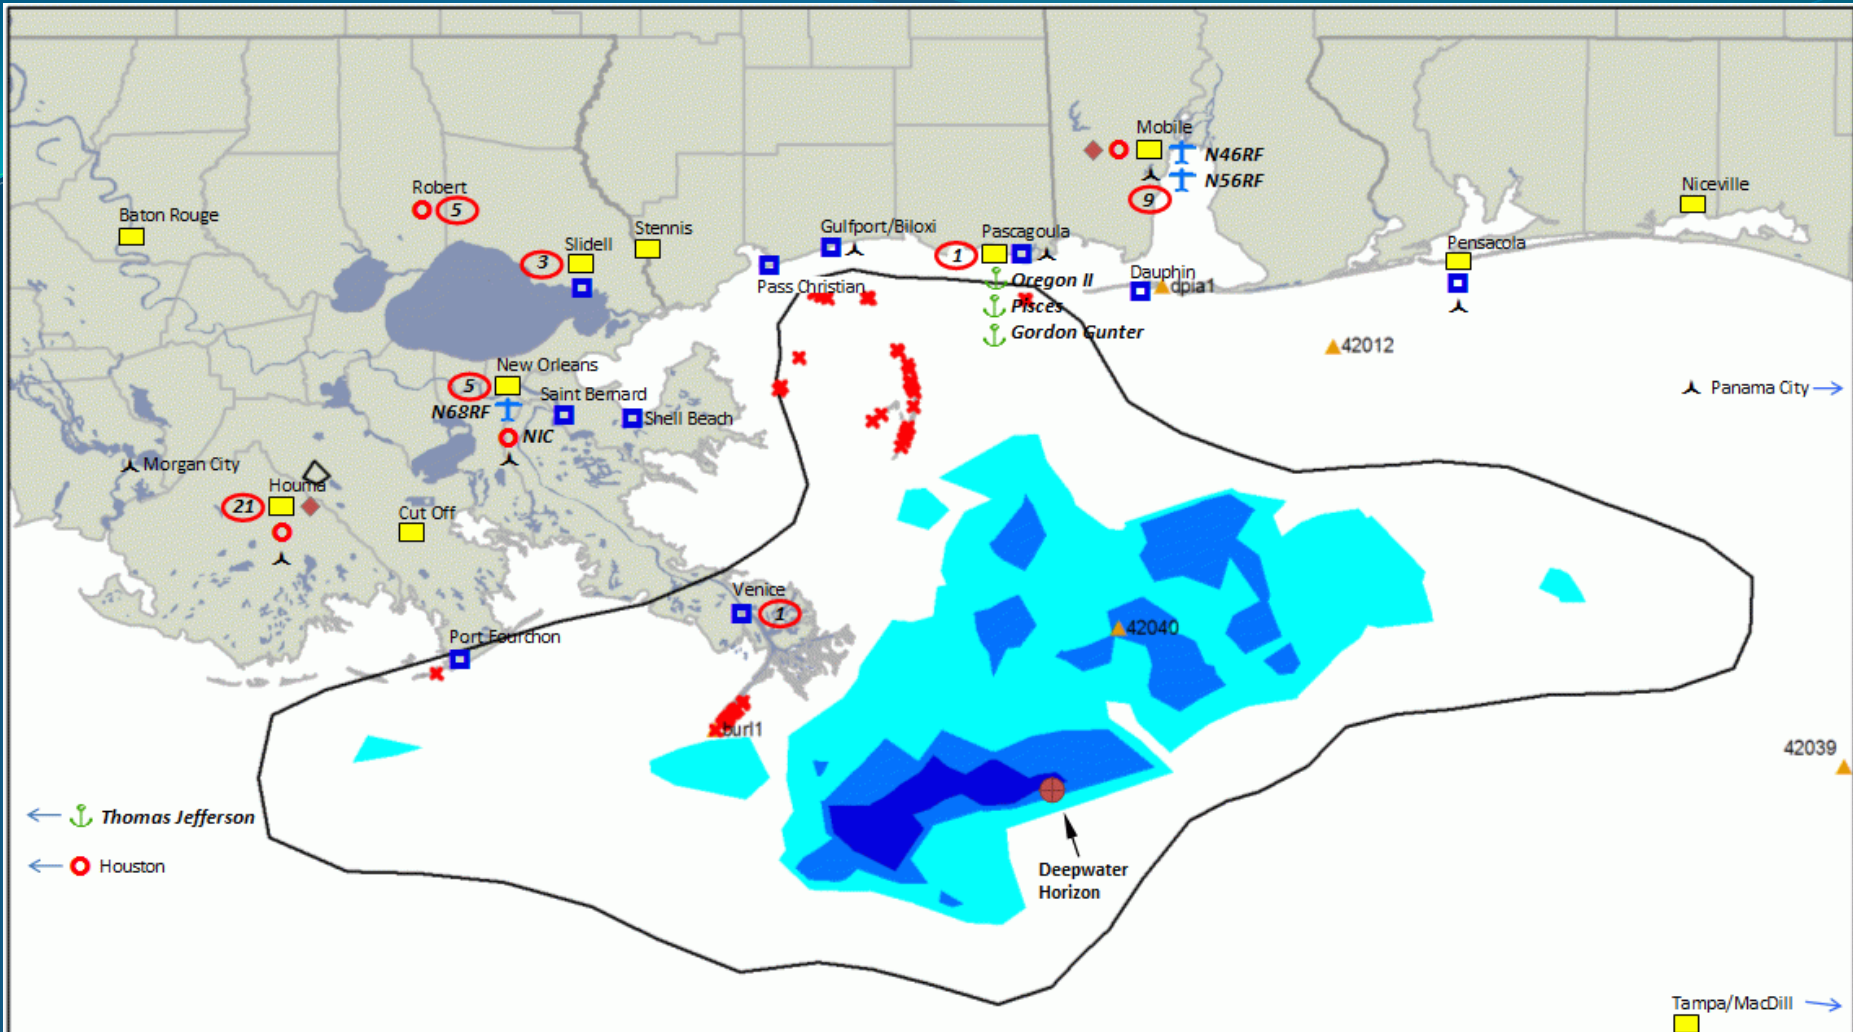 Mobile
N46RF
N56RF
9
Robert
5
Niceville
Baton Rouge
Stennis
Gulfport/Biloxi
Pascagoula
1
Slidell
3
Pensacola
Dauphin
dpia1
Pass Christian
Oregon II
Pisces
Gordon Gunter
42012
New Orleans
5
N68RF
Saint Bernard
Shell Beach
NIC
Panama City
Morgan City
Houma
21
Cut Off
Venice
1
42040
Port Fourchon
burl1
42039
Thomas Jefferson
Houston
Deepwater
Horizon
Tampa/MacDill